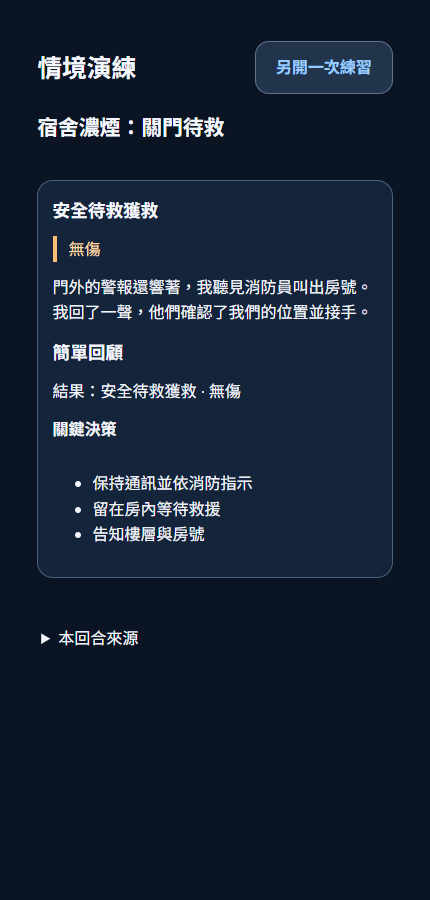 情境演練
另開一次練習
宿舍濃煙：關門待救
安全待救獲救
無傷
門外的警報還響著，我聽見消防員叫出房號。
我回了一聲，他們確認了我們的位置並接手。
簡單回顧
結果：安全待救獲救 · 無傷
關鍵決策
保持通訊並依消防指示
留在房內等待救援
告知樓層與房號
本回合來源